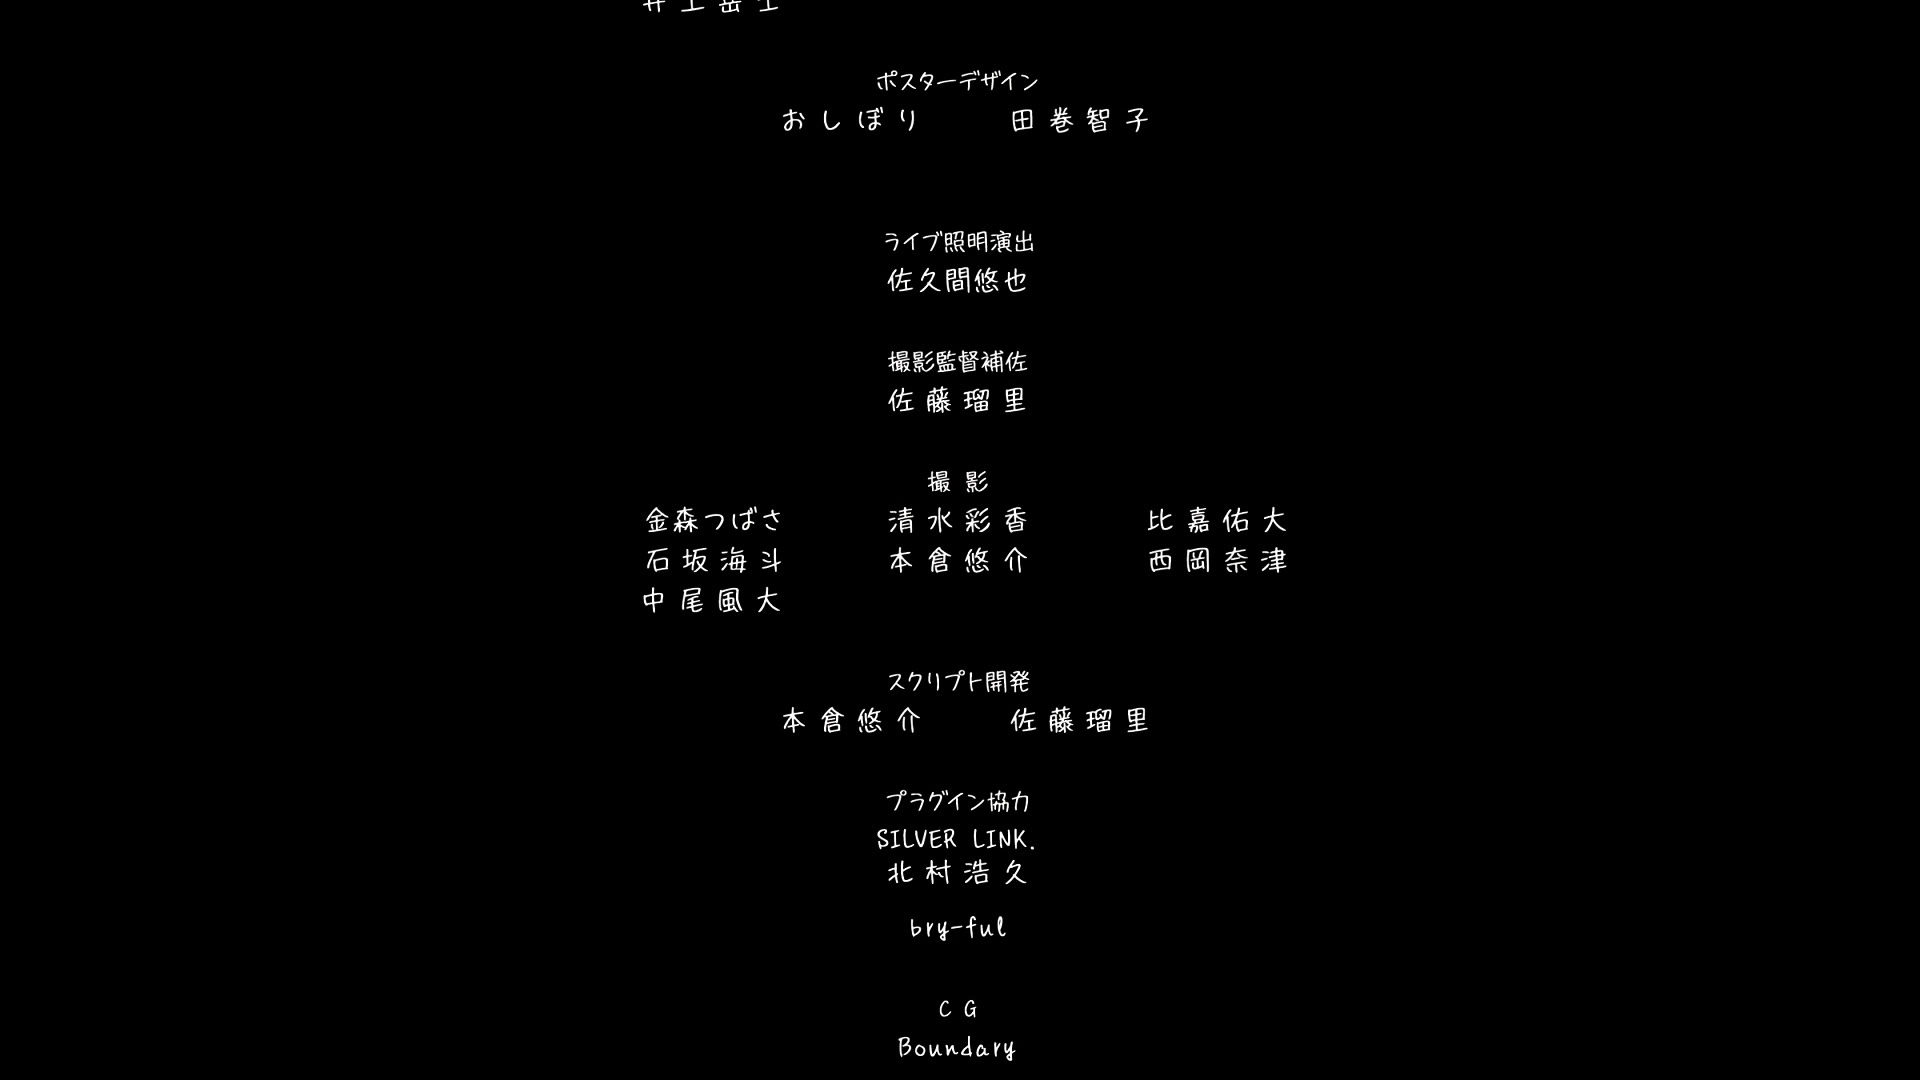 ポスターデザイン
おしぼり 田巻智子
ライブ照明演出
佐久間悠也
撮影監督補佐
佐藤瑠里
撮影
金森つばさ 清水彩香 比嘉佑大
石坂海斗 本倉悠介 西岡奈津
中尾風大
スクリプト開発
本倉悠介 佐藤瑠里
プラグイン協力
SILVER LINK.
北村浩久
bry-ful
CG
Boundary